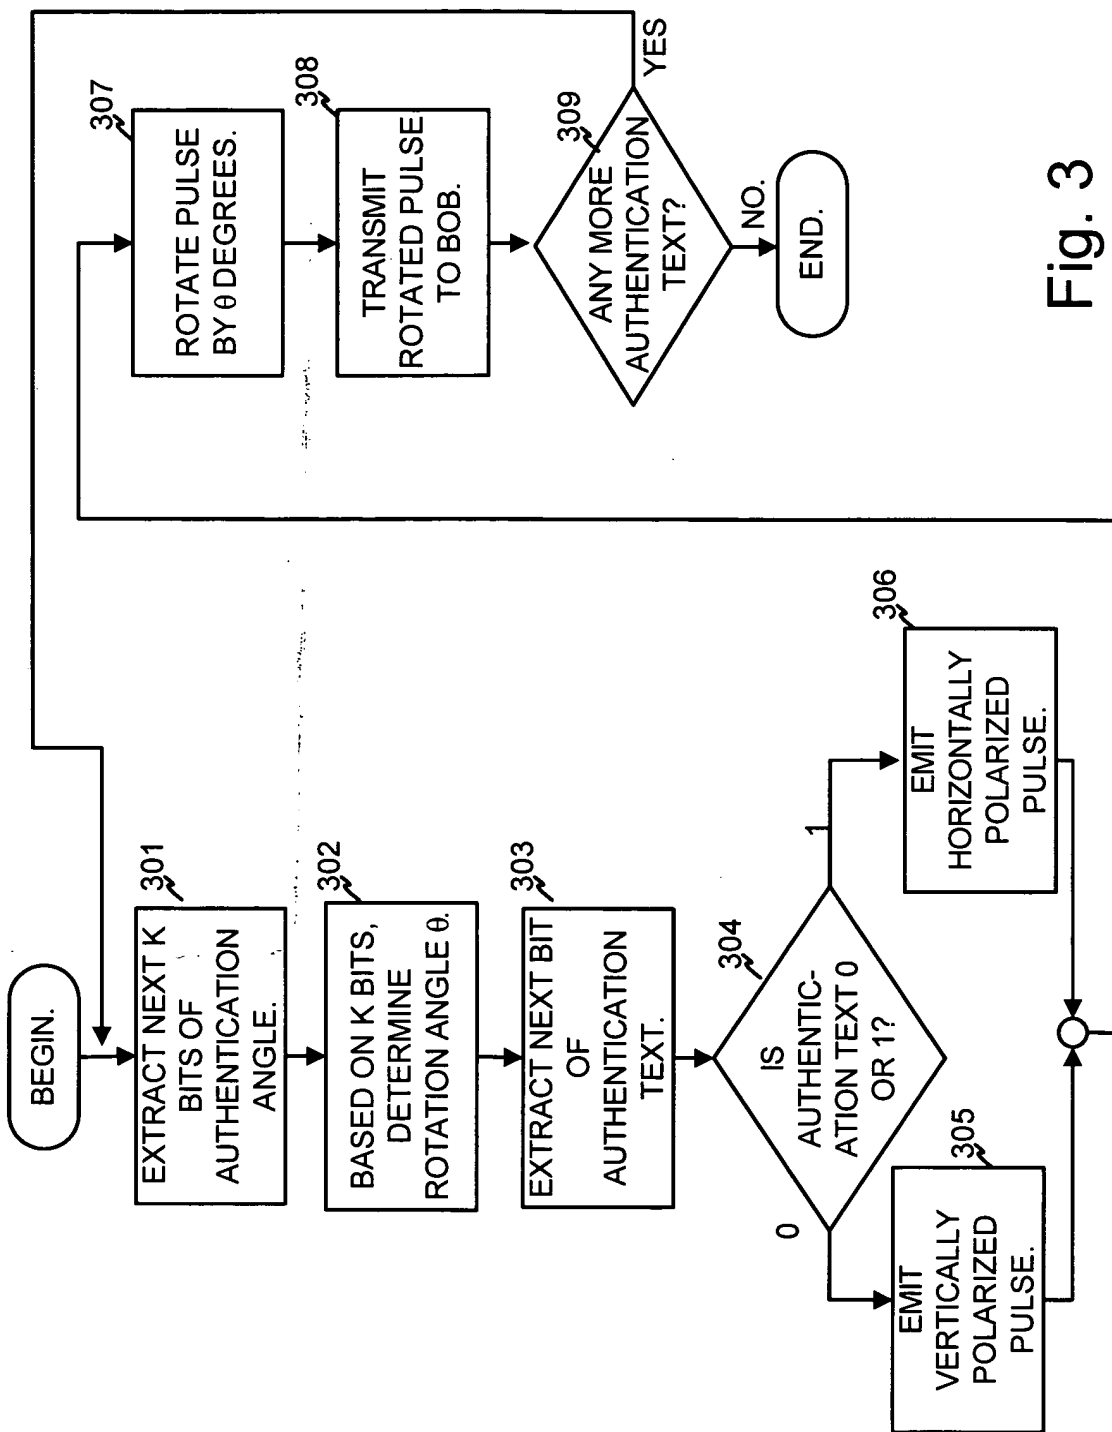 BEGIN.
301
EXTRACT NEXT K
BITS OF
AUTHENTICATION
ANGLE.
302
BASED ON K BITS,
DETERMINE
ROTATION ANGLE θ.
303
EXTRACT NEXT BIT
OF
AUTHENTICATION
TEXT.
304
IS
AUTHENTIC-
ATION TEXT 0
OR 1?
0
1
305
EMIT
VERTICALLY
POLARIZED
PULSE.
306
EMIT
HORIZONTALLY
POLARIZED
PULSE.
307
ROTATE PULSE
BY θ DEGREES.
308
TRANSMIT
ROTATED PULSE
TO BOB.
309
ANY MORE
AUTHENTICATION
TEXT?
YES
NO.
END.
Fig. 3